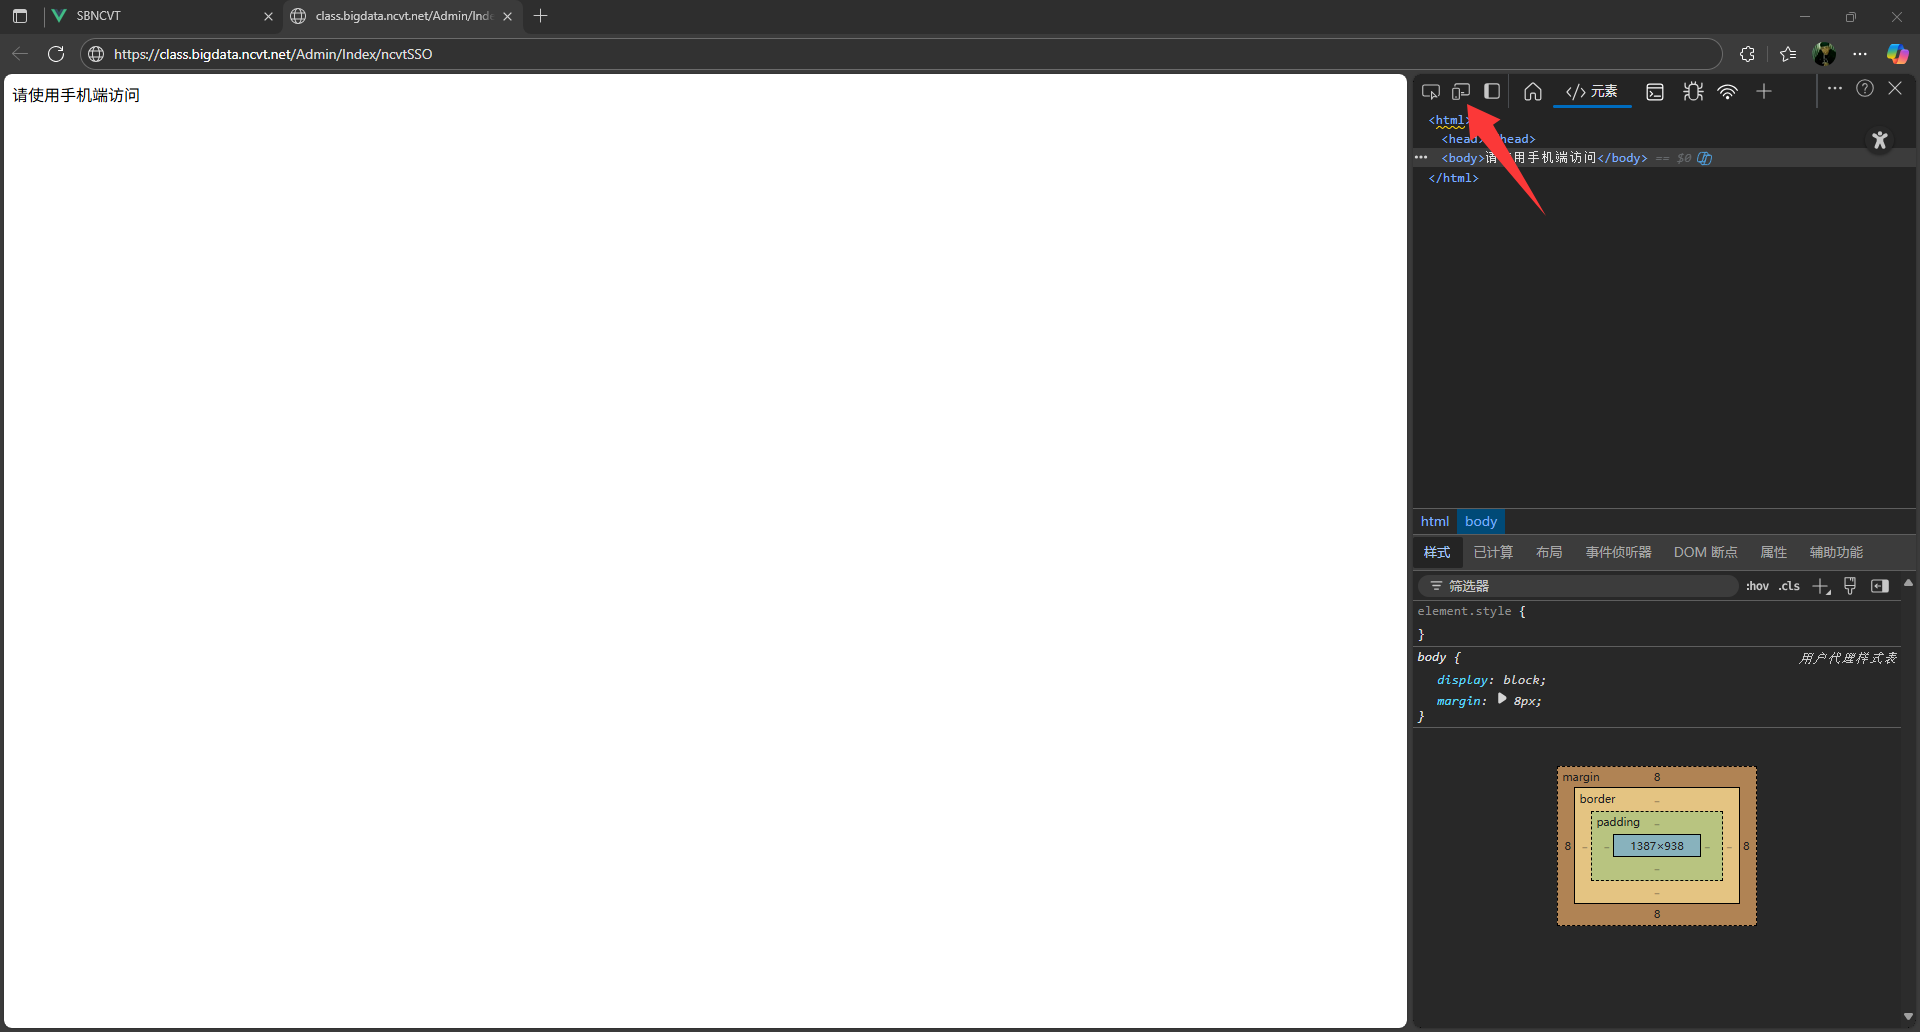 SBNCVT
class.bigdata.ncvt.net/Admin/Inde
https://class.bigdata.ncvt.net/Admin/Index/ncvtSSO
请使用手机端访问
</> 元素
<html>
<head> head>
<body>请 用手机端访问</body> == $0
</html>
html body
样式 已计算 布局 事件侦听器 DOM 断点 属性 辅助功能
筛选器 :hov .cls
element.style {
}
body { 用户代理样式表
display: block;
margin: 8px;
}
margin 8
border –
padding –
8 – – 1387×938 – – 8
–
–
8